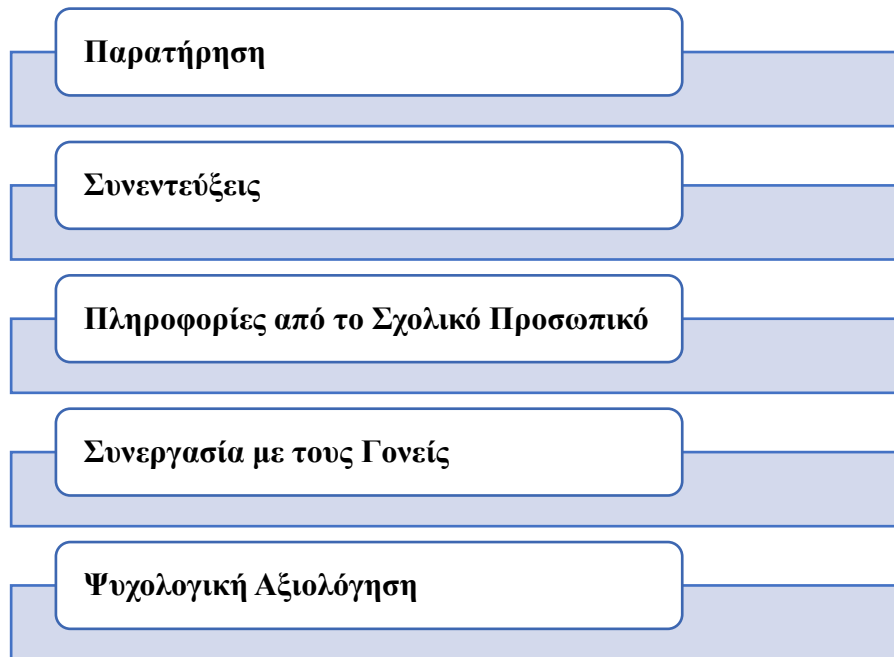 Παρατήρηση
Συνεντεύξεις
Πληροφορίες από το Σχολικό Προσωπικό
Συνεργασία με τους Γονείς
Ψυχολογική Αξιολόγηση